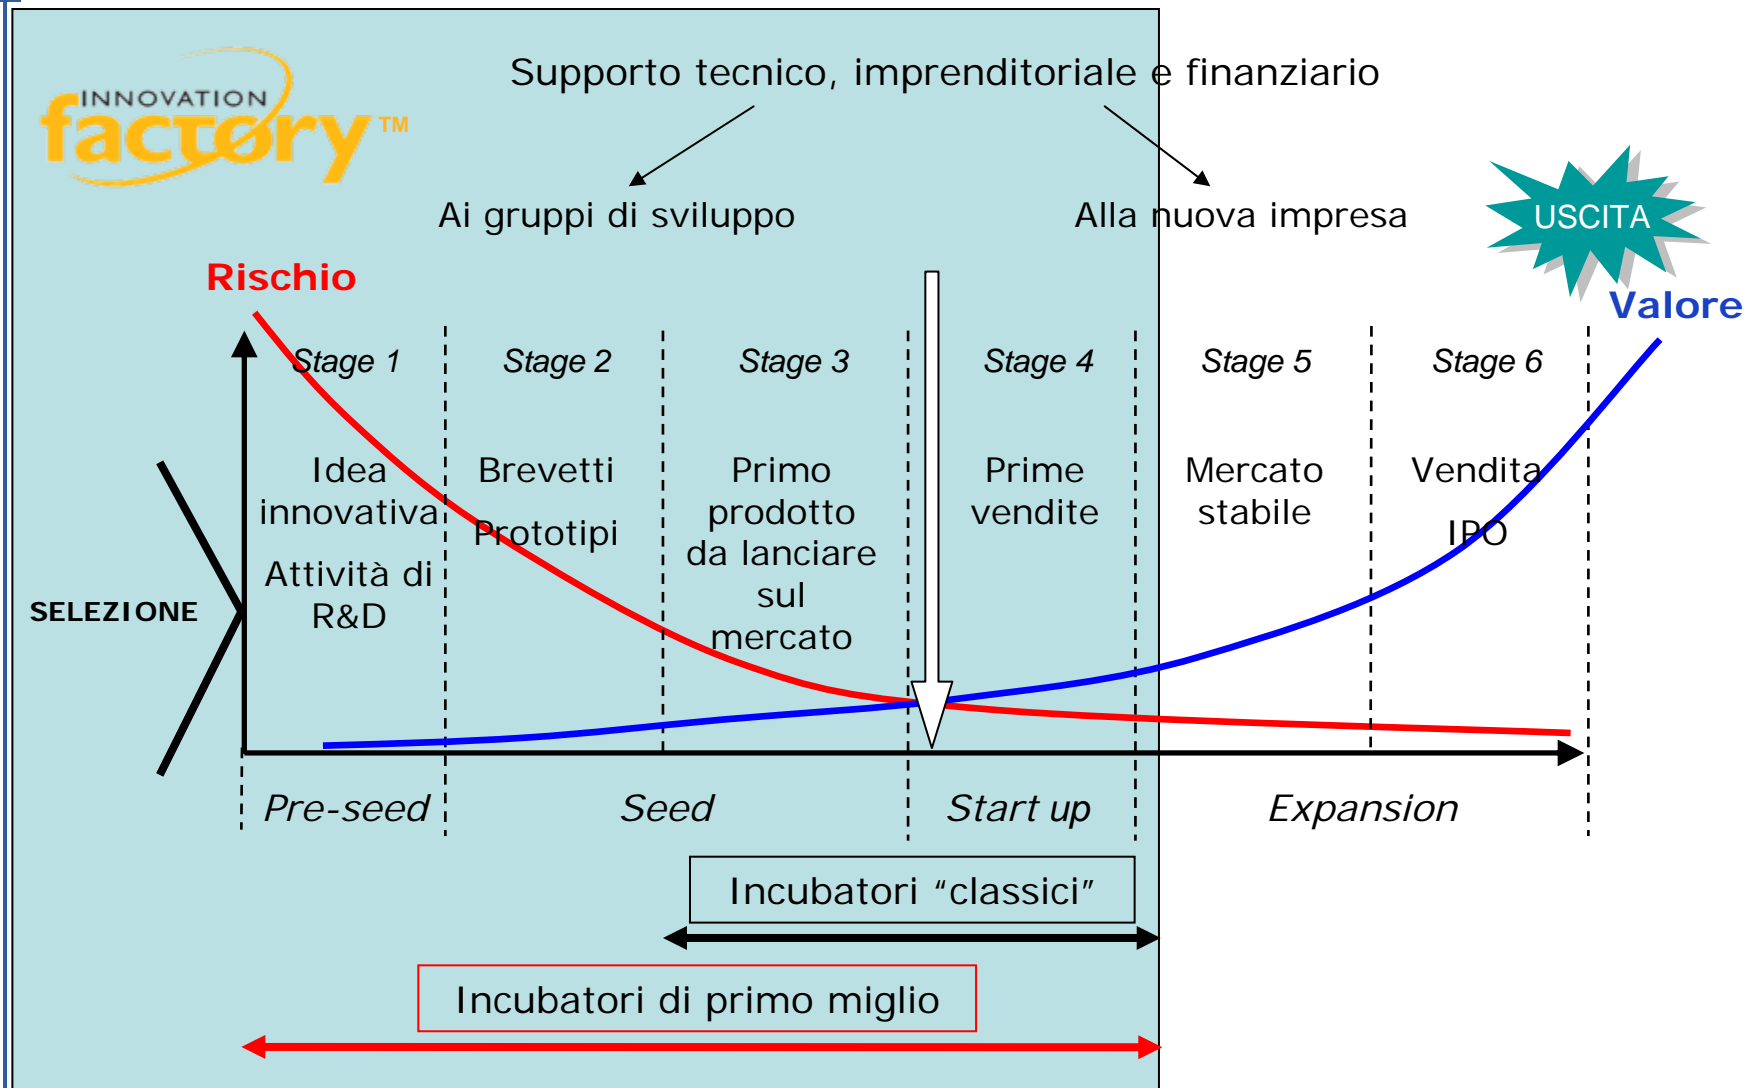 INNOVATION
factory™
Supporto tecnico, imprenditoriale e finanziario
Ai gruppi di sviluppo
Alla nuova impresa
USCITA
Rischio
Valore
Stage 1
Stage 2
Stage 3
Stage 4
Stage 5
Stage 6
Idea
innovativa
Attività di
R&D
Brevetti
Prototipi
Primo
prodotto
da lanciare
sul
mercato
Prime
vendite
Mercato
stabile
Vendita
IPO
SELEZIONE
Pre-seed
Seed
Start up
Expansion
Incubatori “classici”
Incubatori di primo miglio